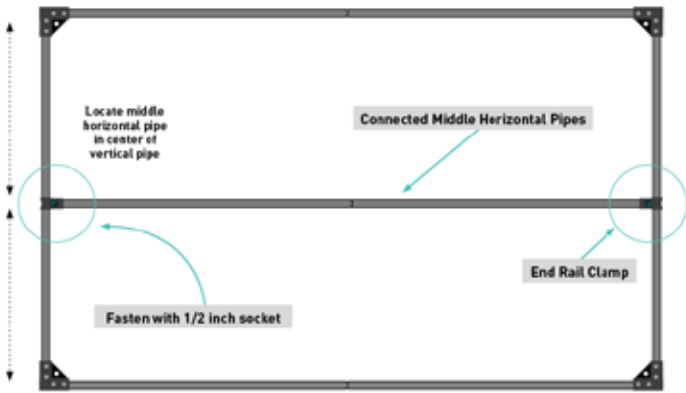 Locate middle
horizontal pipe
in center of
vertical pipe
Connected Middle Herizontal Pipes
End Rail Clamp
Fasten with 1/2 inch socket